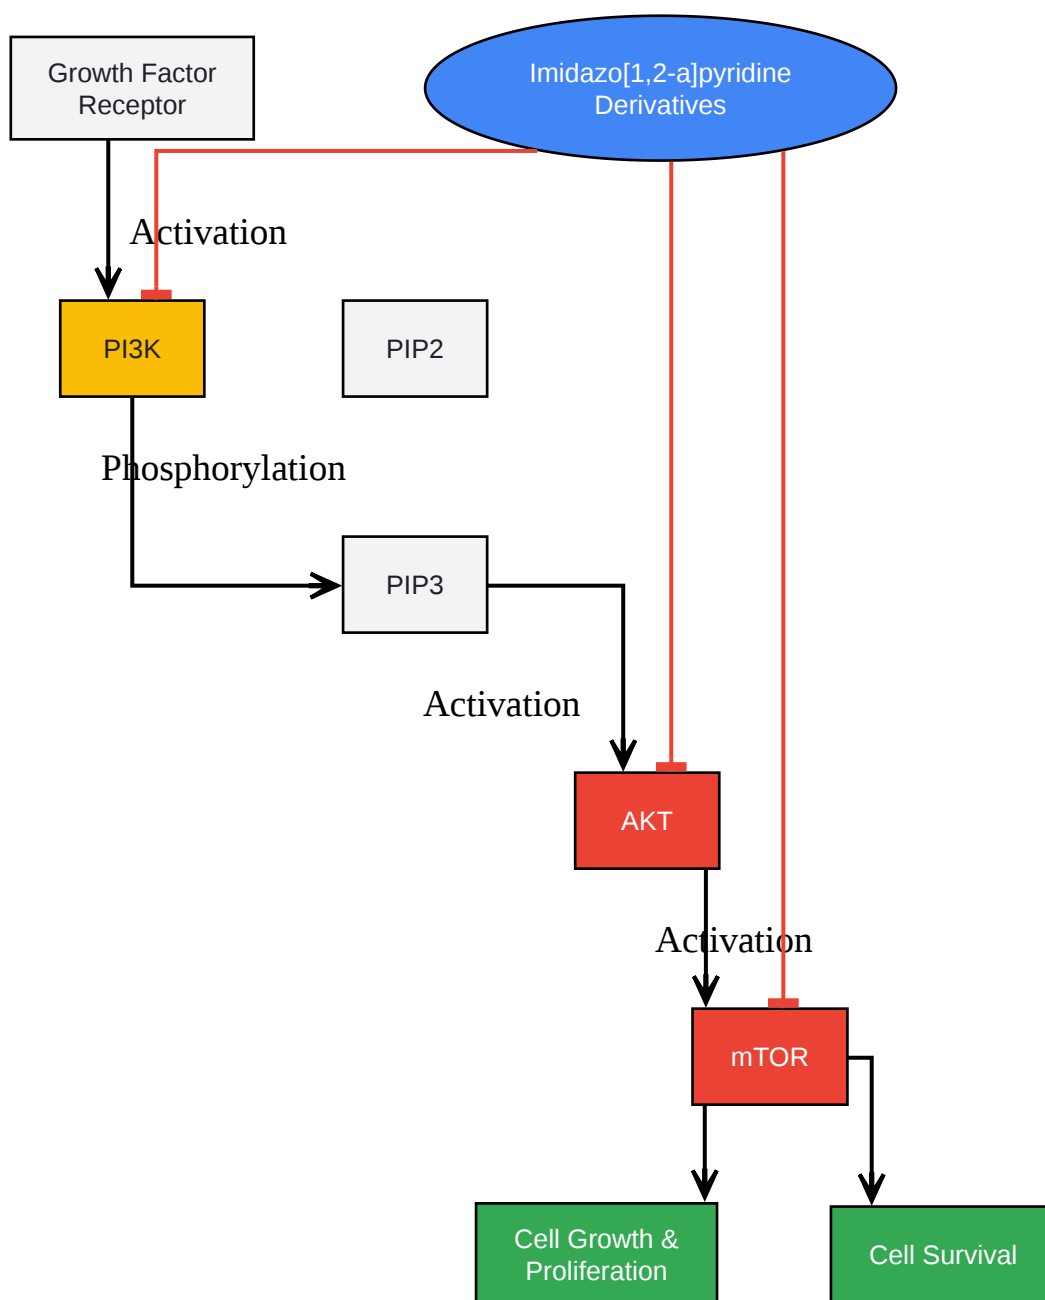 Growth Factor
Receptor
Imidazo[1,2-a]pyridine
Derivatives
Activation
PI3K
PIP2
Phosphorylation
PIP3
Activation
AKT
Activation
mTOR
Cell Growth &
Proliferation
Cell Survival